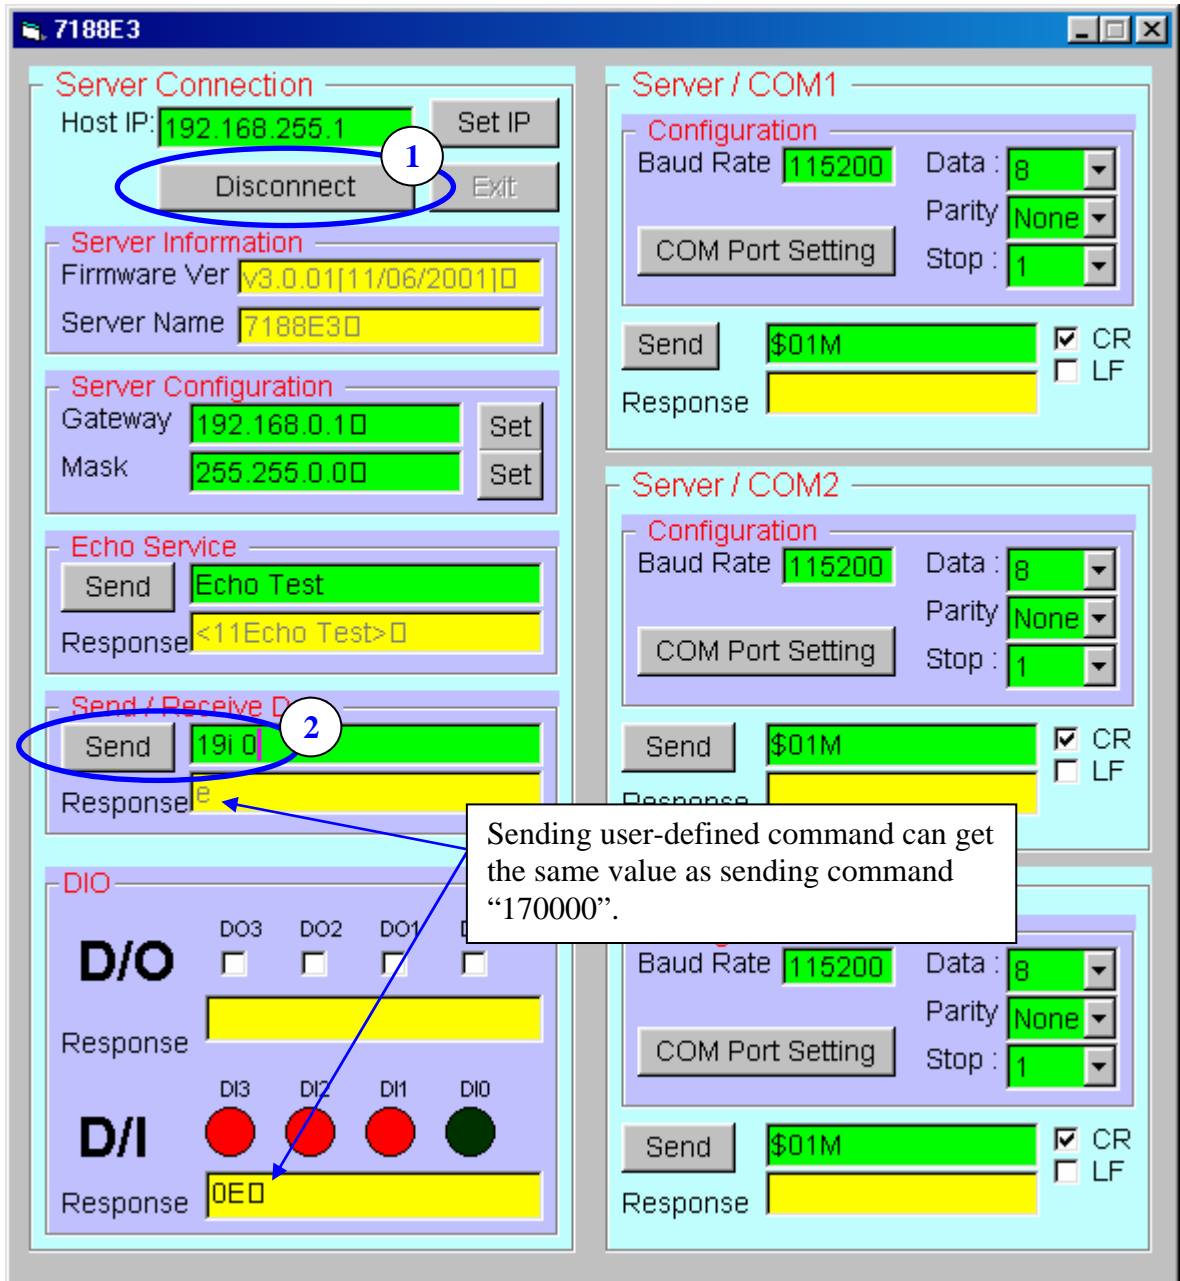 7188E3
Server Connection
Host IP: 192.168.255.1 Set IP
1
Disconnect Exit
Server Information
Firmware Ver v3.0.01[11/06/2001]
Server Name 7188E3
Server Configuration
Gateway 192.168.0.1 Set
Mask 255.255.0.0 Set
Echo Service
Send Echo Test
Response <11Echo Test>
Send / Receive D
2
Send 19i 0
Response e
Sending user-defined command can get
the same value as sending command
“170000”.
DIO
DO3 DO2 DO1
D/O
Response
DI3 DI2 DI1 DI0
D/I
Response 0E
Server / COM1
Configuration
Baud Rate 115200 Data : 8
Parity None
COM Port Setting Stop : 1
Send $01M CR
LF
Response
Server / COM2
Configuration
Baud Rate 115200 Data : 8
Parity None
COM Port Setting Stop : 1
Send $01M CR
LF
Response
Baud Rate 115200 Data : 8
Parity None
COM Port Setting Stop : 1
Send $01M CR
LF
Response